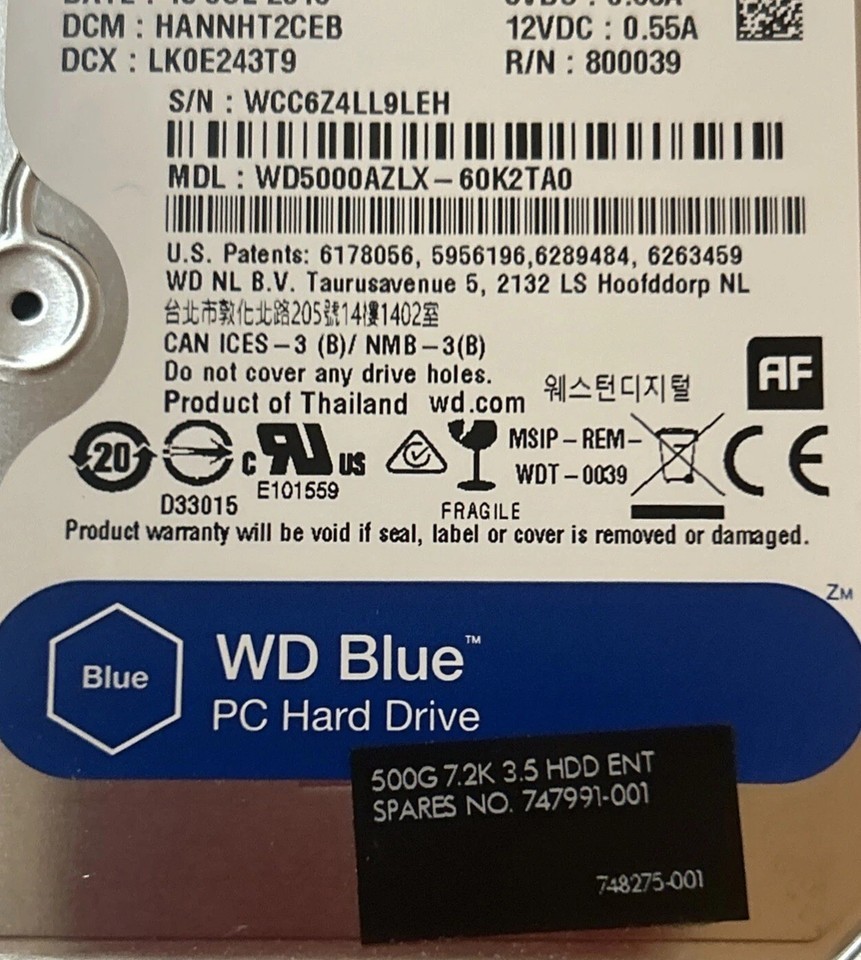 DCM : HANNHT2CEB
12VDC : 0.55A
DCX : LK0E243T9
R/N : 800039
S/N : WCC6Z4LL9LEH
MDL : WD5000AZLX-60K2TA0
U.S. Patents: 6178056, 5956196,6289484, 6263459
WD NL B.V. Taurusavenue 5, 2132 LS Hoofddorp NL
台北市敦化北路205號14樓1402室
CAN ICES-3 (B)/ NMB-3(B)
Do not cover any drive holes.
Product of Thailand wd.com
웨스턴디지털
AF
20
D33015
c RU US
E101559
FRAGILE
MSIP-REM-
WDT-0039
CE
Product warranty will be void if seal, label or cover is removed or damaged.
ZM
Blue
WD Blue™
PC Hard Drive
500G 7.2K 3.5 HDD ENT
SPARES NO. 747991-001
748275-001